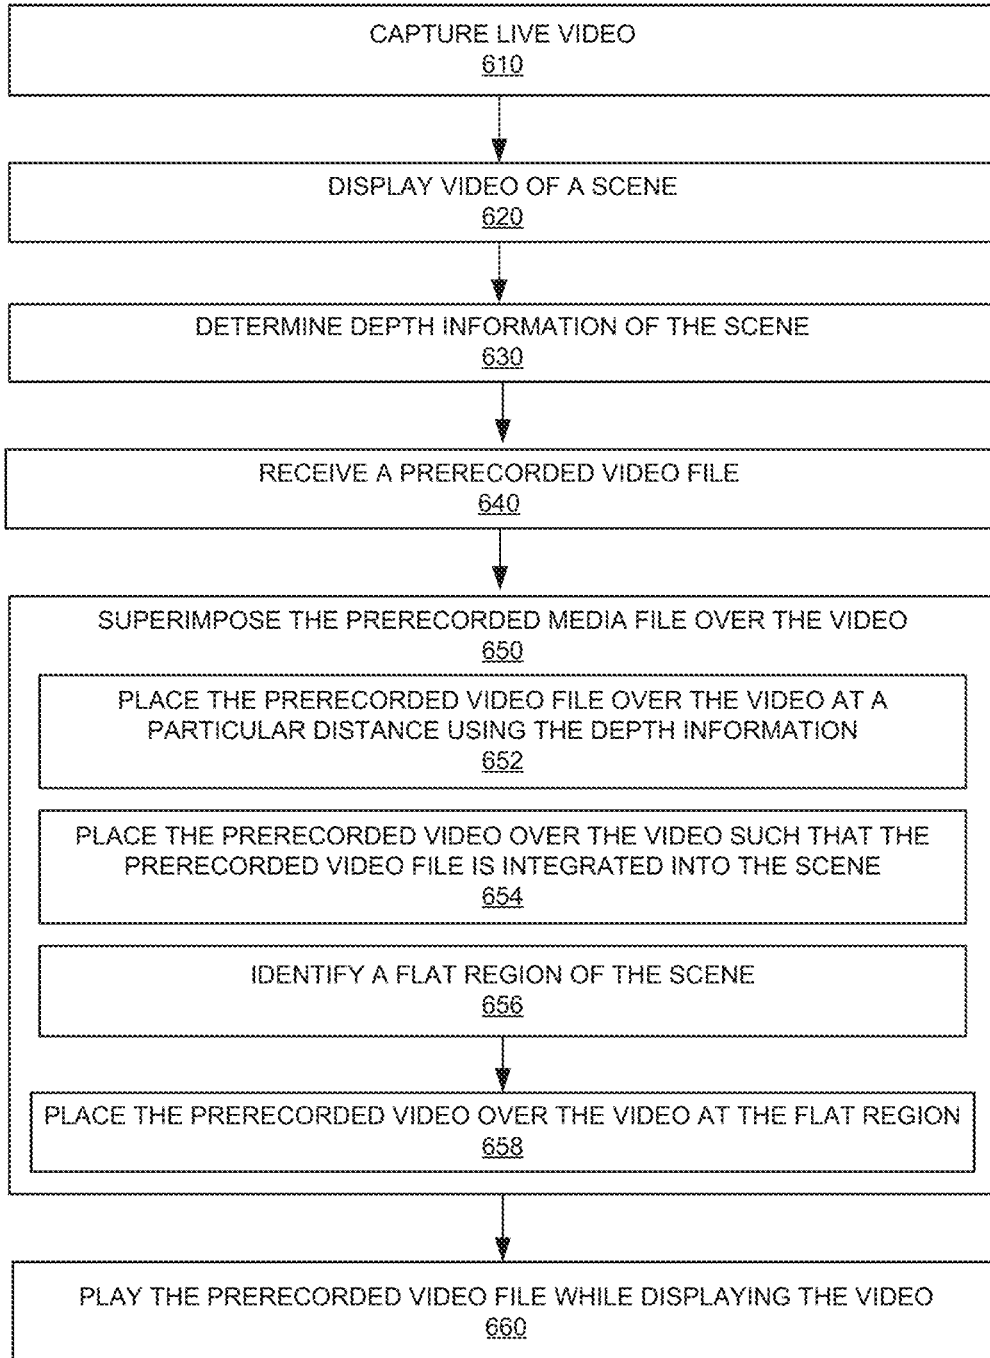 CAPTURE LIVE VIDEO
610
DISPLAY VIDEO OF A SCENE
620
DETERMINE DEPTH INFORMATION OF THE SCENE
630
RECEIVE A PRERECORDED VIDEO FILE
640
SUPERIMPOSE THE PRERECORDED MEDIA FILE OVER THE VIDEO
650
PLACE THE PRERECORDED VIDEO FILE OVER THE VIDEO AT A
PARTICULAR DISTANCE USING THE DEPTH INFORMATION
652
PLACE THE PRERECORDED VIDEO OVER THE VIDEO SUCH THAT THE
PRERECORDED VIDEO FILE IS INTEGRATED INTO THE SCENE
654
IDENTIFY A FLAT REGION OF THE SCENE
656
PLACE THE PRERECORDED VIDEO OVER THE VIDEO AT THE FLAT REGION
658
PLAY THE PRERECORDED VIDEO FILE WHILE DISPLAYING THE VIDEO
660